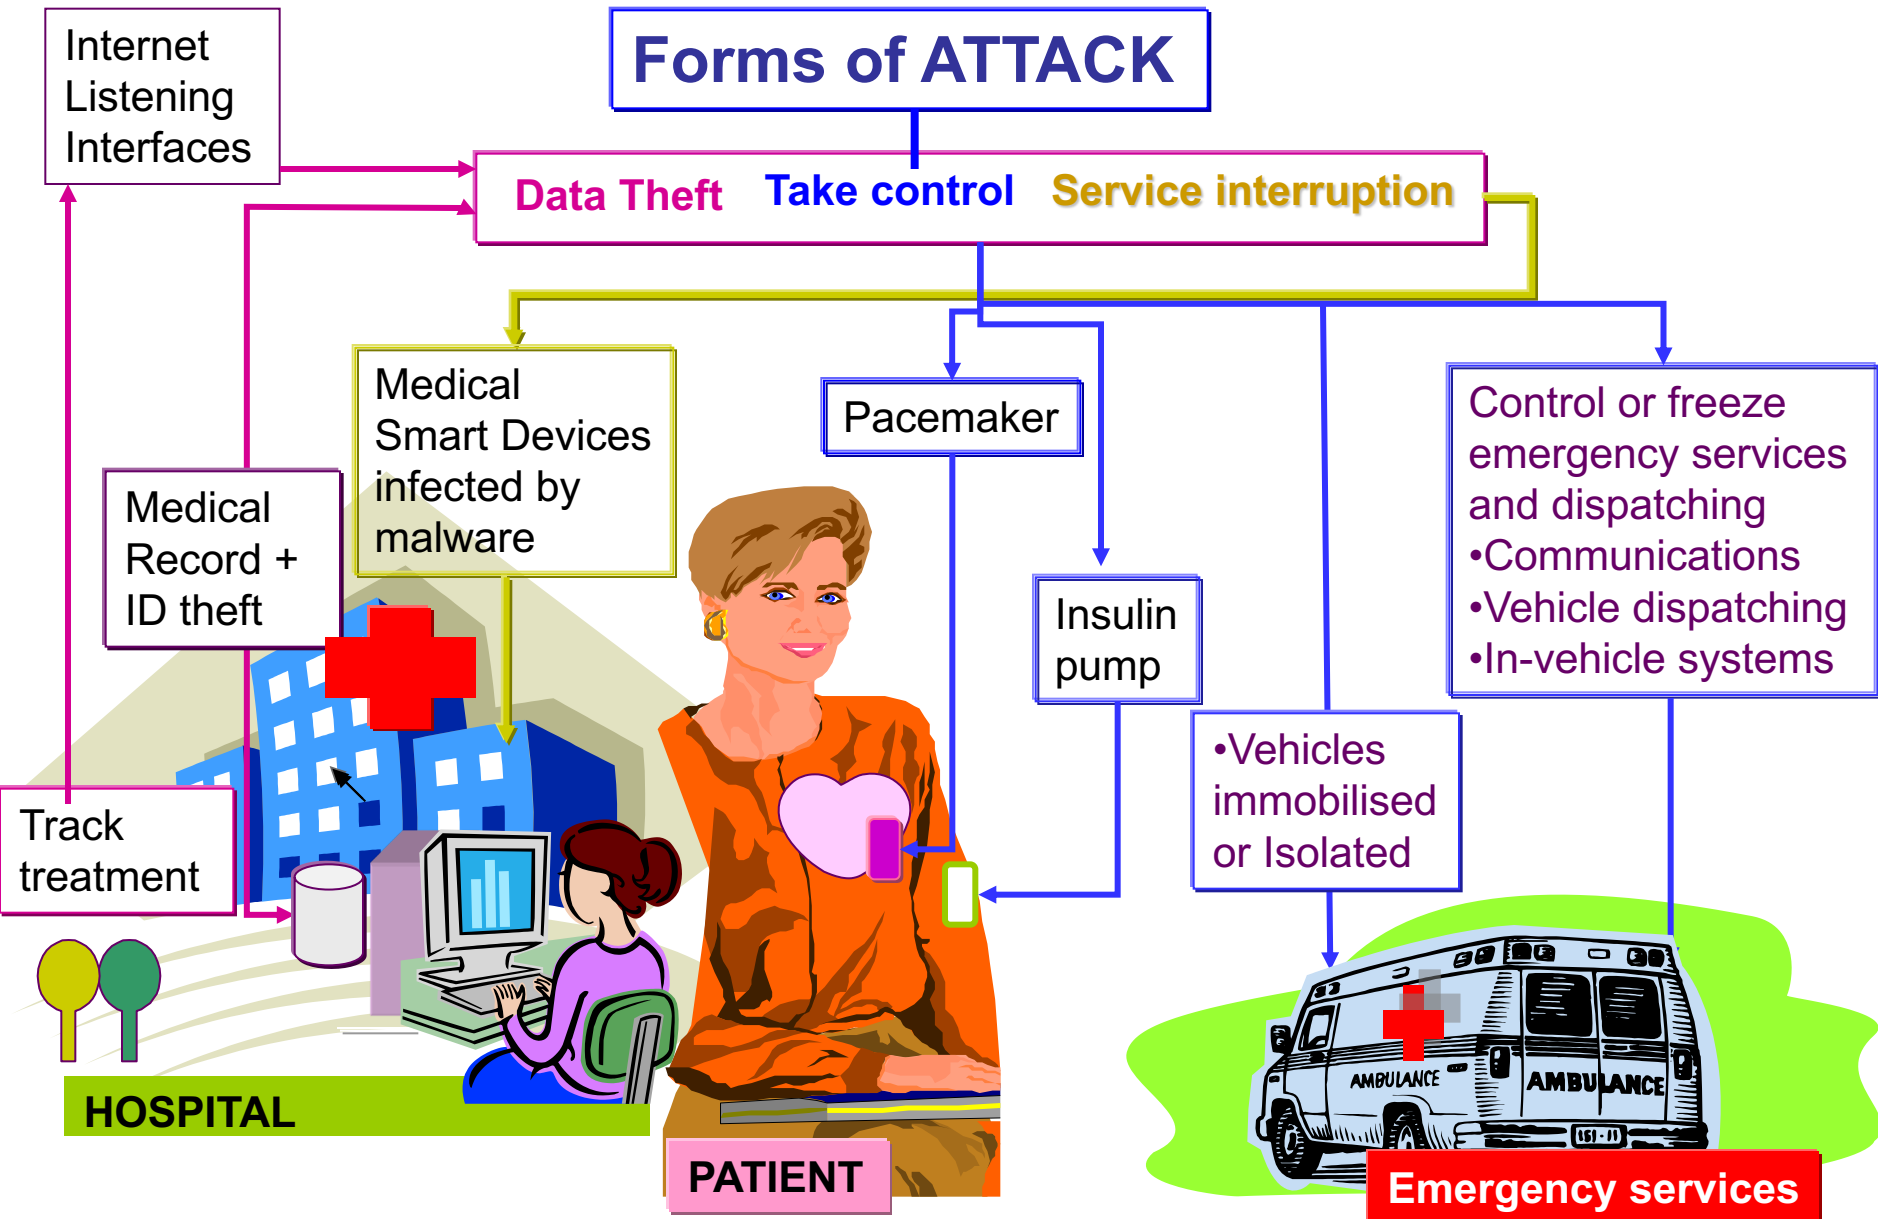 Internet
Listening
Interfaces
Forms of ATTACK
Data Theft Take control Service interruption
Medical
Smart Devices
infected by
malware
Pacemaker
Control or freeze
emergency services
and dispatching
•Communications
•Vehicle dispatching
•In-vehicle systems
Medical
Record +
ID theft
Insulin
pump
•Vehicles
immobilised
or Isolated
Track
treatment
AMBULANCE
AMBULANCE
151-11
HOSPITAL
PATIENT
Emergency services